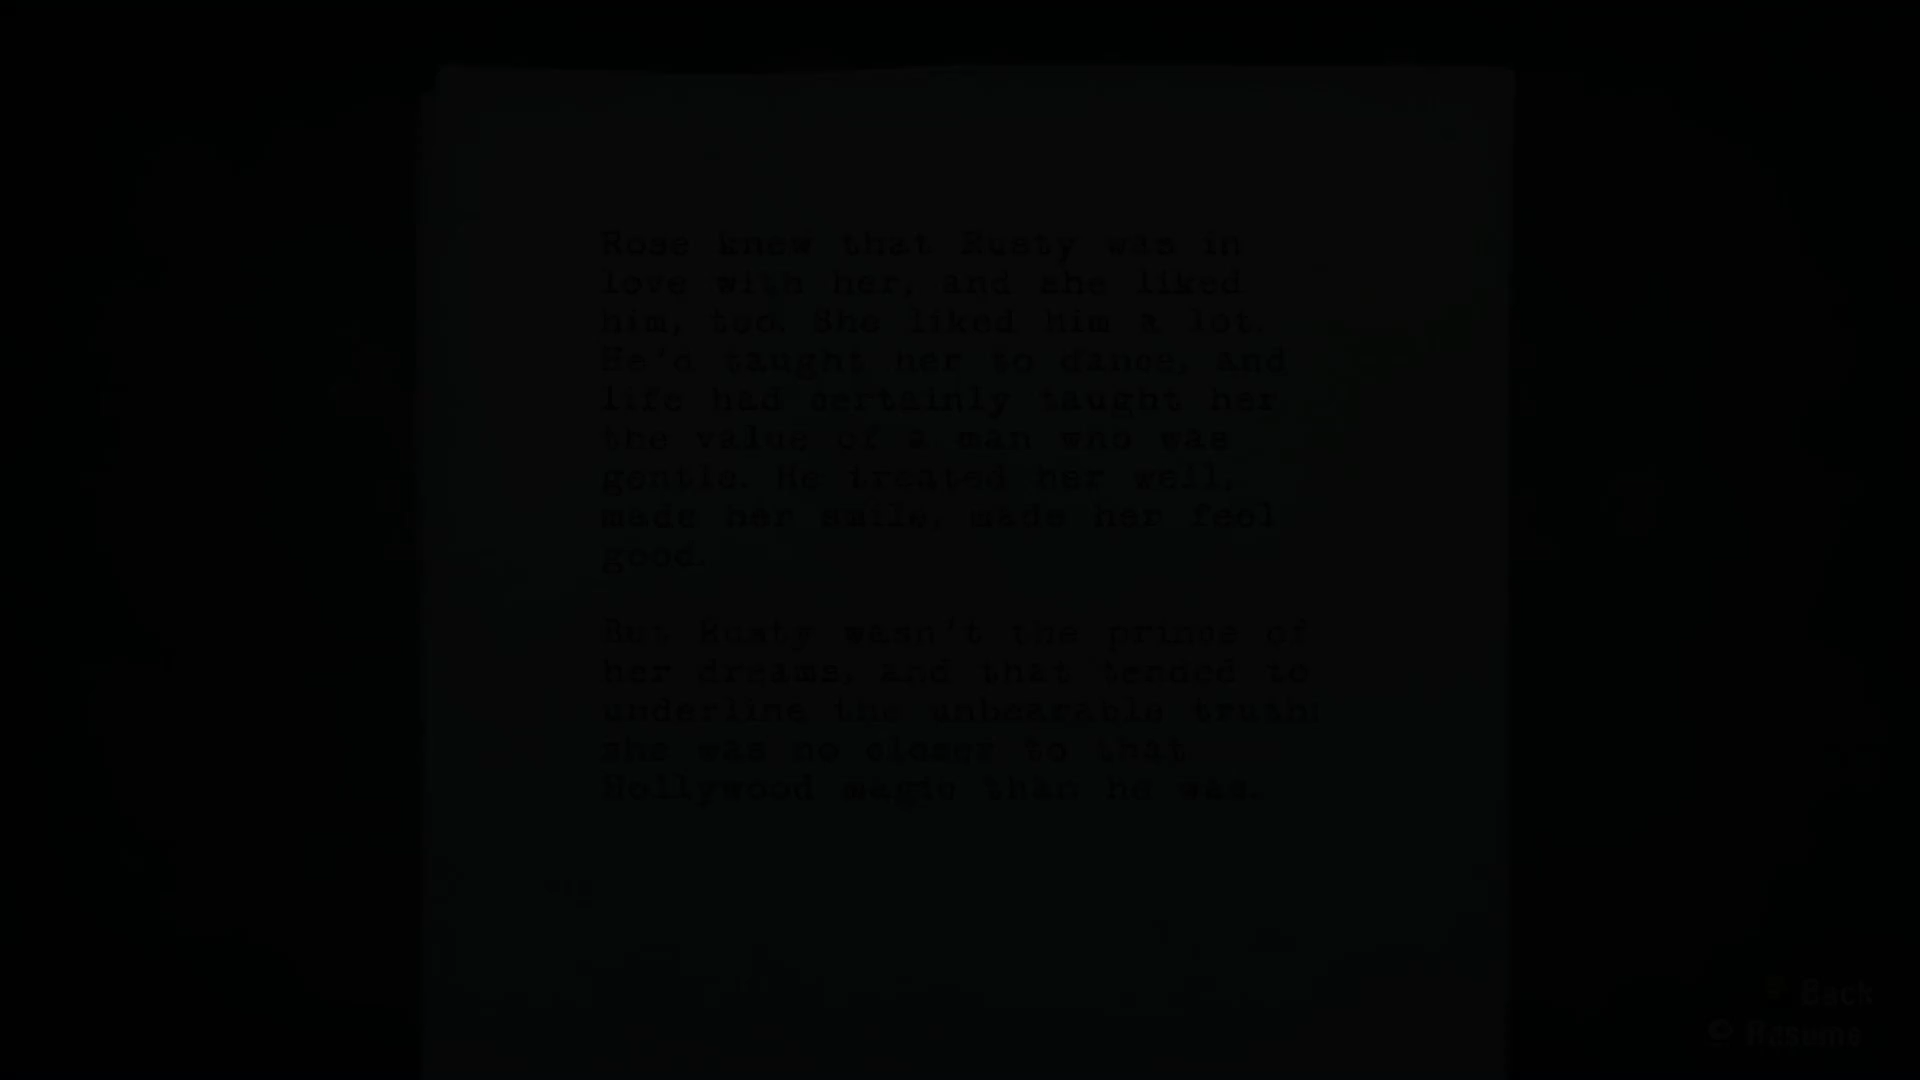 Rose knew that Rusty was in
love with her, and she liked
him, too. She liked him a lot.
He'd taught her to dance, and
life had certainly taught her
the value of a man who was
gentle. He treated her well,
made her smile, made her feel
good.
But Rusty wasn't the prince of
her dreams, and that tended to
underline the unbearable truth:
she was no closer to that
Hollywood magic than he was.
Back
Resume